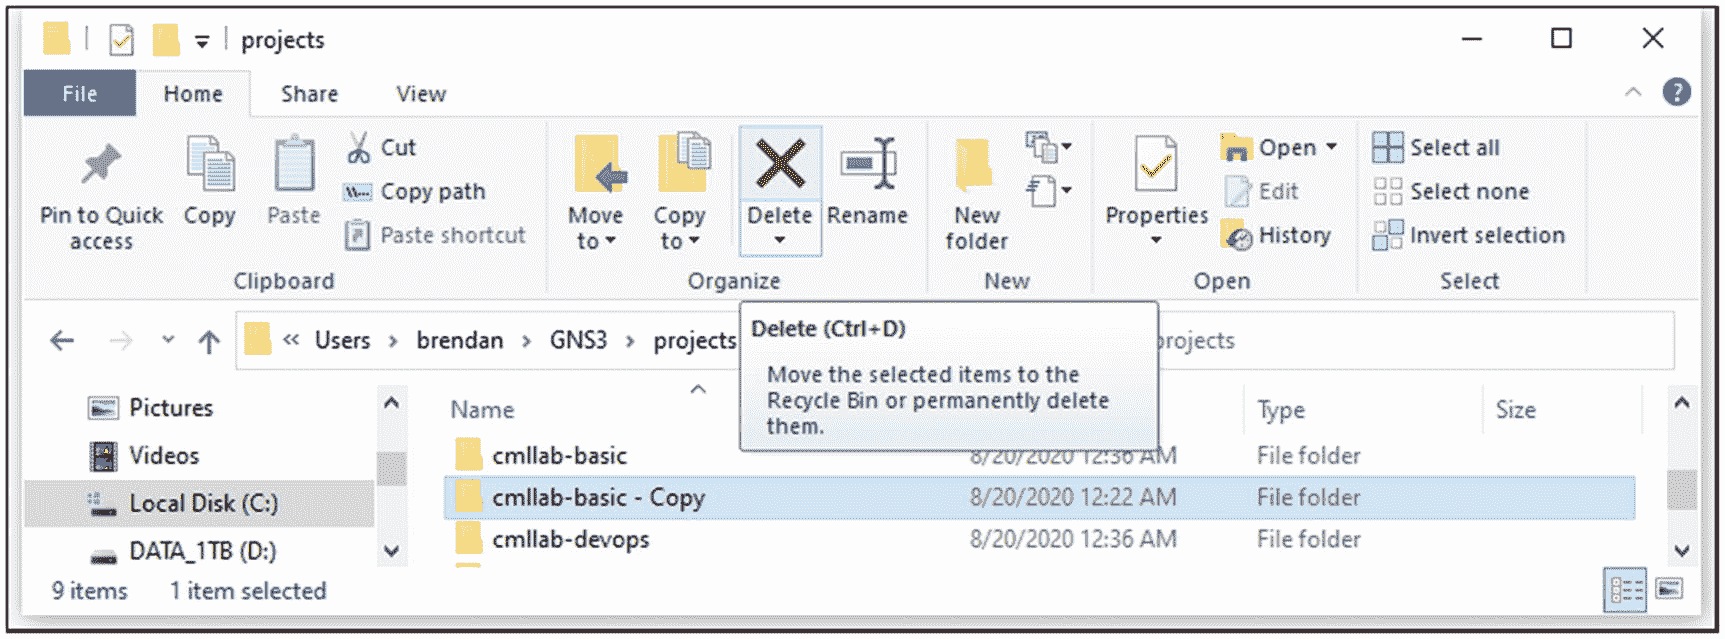 projects
File Home Share View
?
Pin to Quick
access
Copy
Paste
Cut
Copy path
Paste shortcut
Clipboard
Move
to
Copy
to
Delete
Rename
Organize
New
folder
New
Properties
Open
Edit
History
Open
Select all
Select none
Invert selection
Select
« Users > brendan > GNS3 > projects
projects
Delete (Ctrl+D)
Move the selected items to the
Recycle Bin or permanently delete
them.
Pictures
Videos
Local Disk (C:)
DATA_1TB (D:)
Name Type Size
cmllab-basic 8/20/2020 12:36 AM File folder
cmllab-basic - Copy 8/20/2020 12:22 AM File folder
cmllab-devops 8/20/2020 12:36 AM File folder
9 items 1 item selected